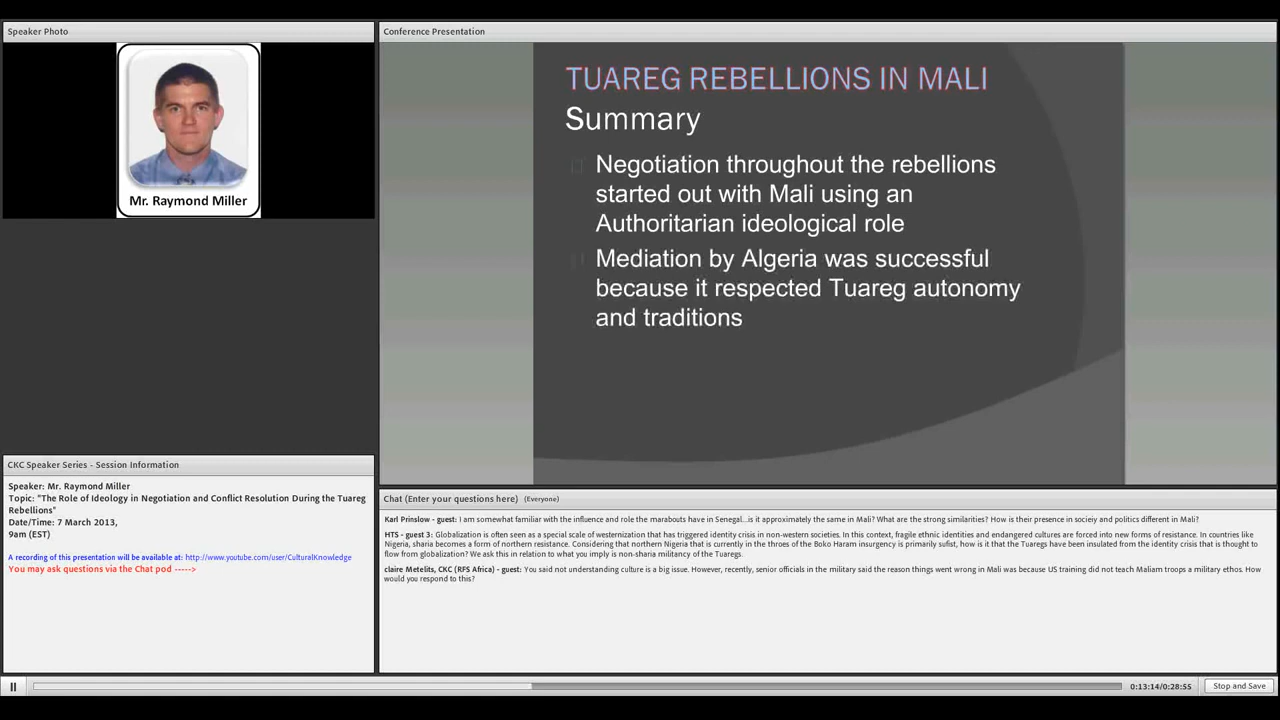 Speaker Photo
Mr. Raymond Miller
Conference Presentation
TUAREG REBELLIONS IN MALI
Summary
Negotiation throughout the rebellions
started out with Mali using an
Authoritarian ideological role
Mediation by Algeria was successful
because it respected Tuareg autonomy
and traditions
CKC Speaker Series - Session Information
Speaker: Mr. Raymond Miller
Topic: "The Role of Ideology in Negotiation and Conflict Resolution During the Tuareg
Rebellions"
Date/Time: 7 March 2013,
9am (EST)
A recording of this presentation will be available at: http://www.youtube.com/user/CulturalKnowledge
You may ask questions via the Chat pod ----->
Chat (Enter your questions here) (Everyone)
Karl Prinslow - guest: I am somewhat familiar with the influence and role the marabouts have in Senegal...is it approximately the same in Mali? What are the strong similarities? How is their presence in society and politics different in Mali?
HTS - guest 3: Globalization is often seen as a special scale of westernization that has triggered identity crisis in non-western societies. In this context, fragile ethnic identities and endangered cultures are forced into new forms of resistance. In countries like
Nigeria, sharia becomes a form of northern resistance. Considering that northern Nigeria that is currently in the throes of the Boko Haram insurgency is primarily sufist, how is it that the Tuaregs have been insulated from the identity crisis that is thought to
flow from globalization? We ask this in relation to what you imply is non-sharia militancy of the Tuaregs.
claire Metelits, CKC (RFS Africa) - guest: You said not understanding culture is a big issue. However, recently, senior officials in the military said the reason things went wrong in Mali was because US training did not teach Maliam troops a military ethos. How
would you respond to this?
0:13:14/0:28:55
Stop and Save